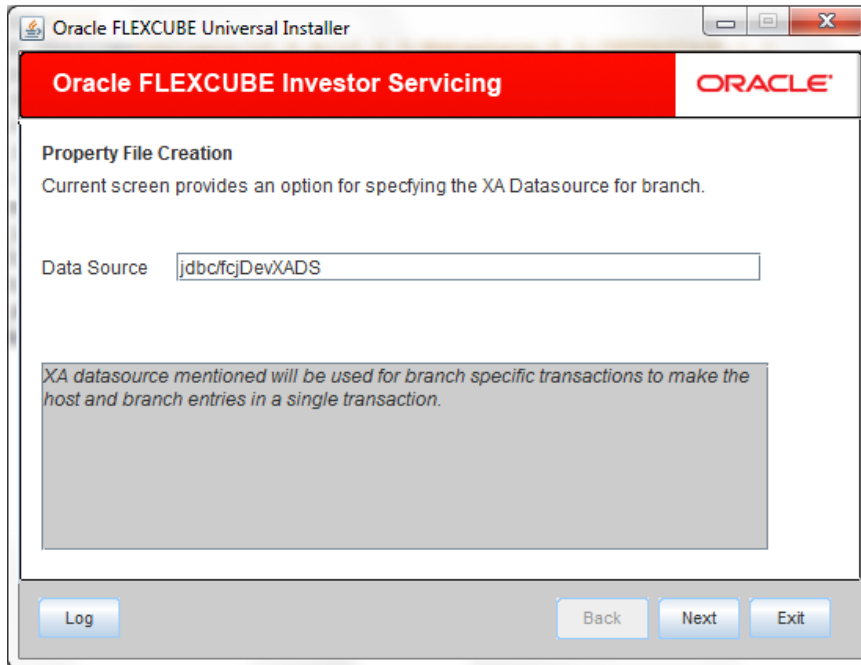 Oracle FLEXCUBE Universal Installer
Oracle FLEXCUBE Investor Servicing
ORACLE
Property File Creation
Current screen provides an option for specfying the XA Datasource for branch.
Data Source jdbc/fcjDevXADS
XA datasource mentioned will be used for branch specific transactions to make the
host and branch entries in a single transaction.
Log Back Next Exit